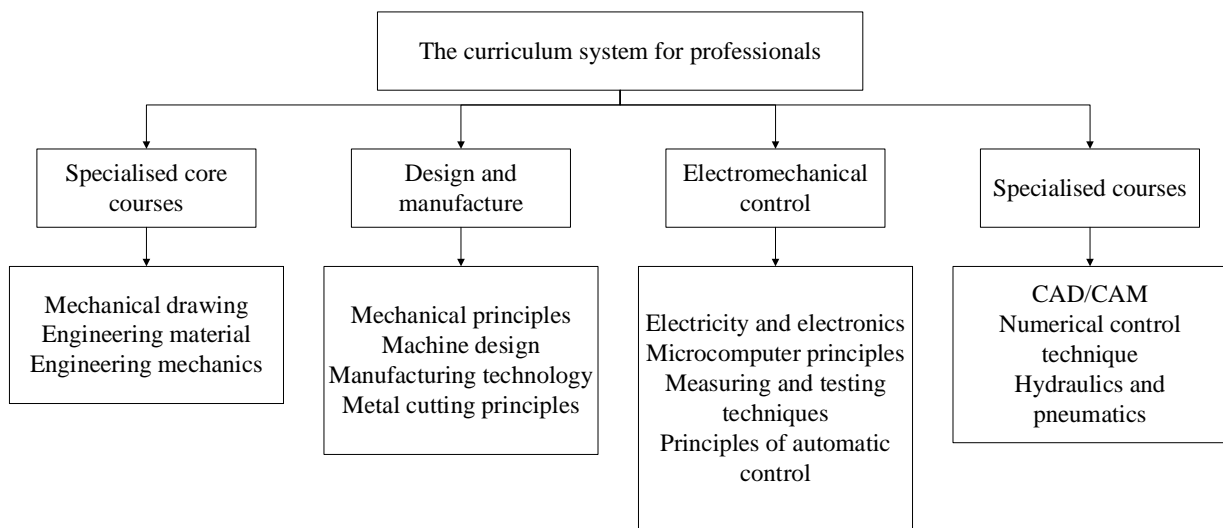 The curriculum system for professionals
Specialised core
courses
Design and
manufacture
Electromechanical
control
Specialised courses
Mechanical drawing
Engineering material
Engineering mechanics
Mechanical principles
Machine design
Manufacturing technology
Metal cutting principles
Electricity and electronics
Microcomputer principles
Measuring and testing
techniques
Principles of automatic
control
CAD/CAM
Numerical control
technique
Hydraulics and
pneumatics